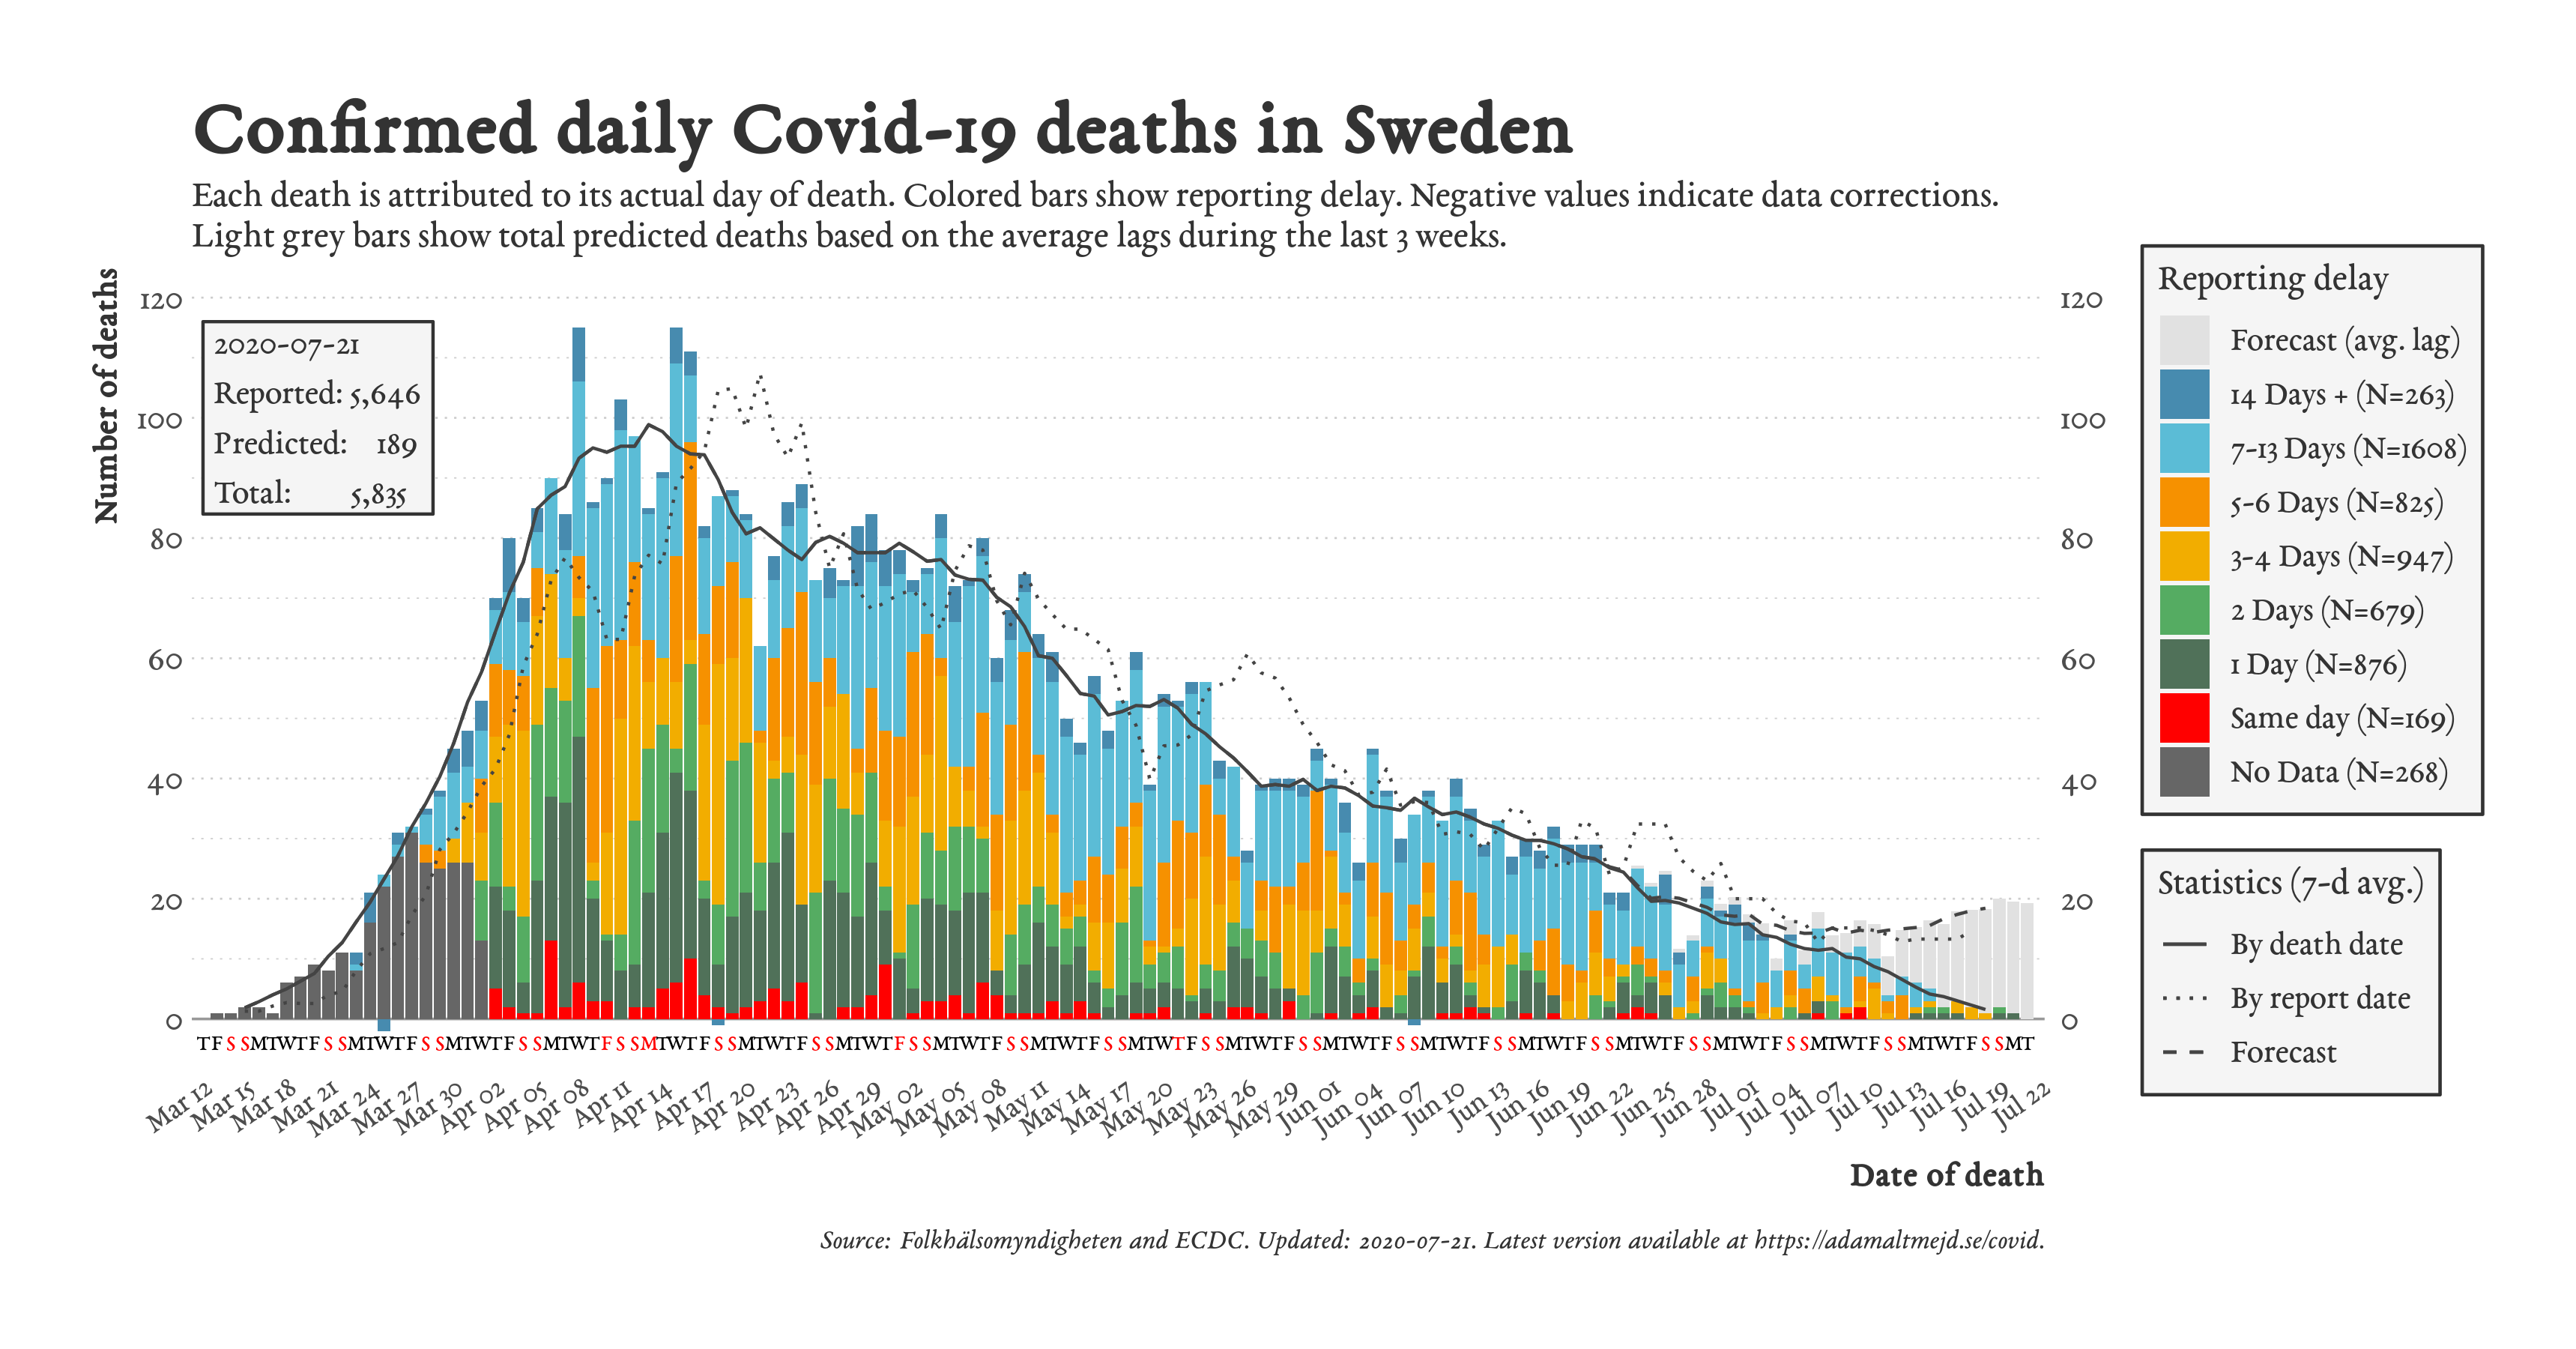 Confirmed daily Covid-19 deaths in Sweden
Each death is attributed to its actual day of death. Colored bars show reporting delay. Negative values indicate data corrections.
Light grey bars show total predicted deaths based on the average lags during the last 3 weeks.
Number of deaths
120
100
80
60
40
20
0
2020-07-21
Reported: 5,646
Predicted: 189
Total: 5,835
120
100
80
60
40
20
0
TFSSMTWTFSSMTWTFSSMTWTFSSMTWTFSSMTWTFSSMTWTFSSMTWTFSSMTWTFSSMTWTFSSMTWTFSSMTWTFSSMTWTFSSMTWTFSSMTWTFSSMTWTFSSMTWTFSSMTWTFSSMTWTFSSMT
Mar 12
Mar 15
Mar 18
Mar 21
Mar 24
Mar 27
Mar 30
Apr 02
Apr 05
Apr 08
Apr 11
Apr 14
Apr 17
Apr 20
Apr 23
Apr 26
Apr 29
May 02
May 05
May 08
May 11
May 14
May 17
May 20
May 23
May 26
May 29
Jun 01
Jun 04
Jun 07
Jun 10
Jun 13
Jun 16
Jun 19
Jun 22
Jun 25
Jun 28
Jul 01
Jul 04
Jul 07
Jul 10
Jul 13
Jul 16
Jul 19
Jul 22
Date of death
Reporting delay
Forecast (avg. lag)
14 Days + (N=263)
7-13 Days (N=1608)
5-6 Days (N=825)
3-4 Days (N=947)
2 Days (N=679)
1 Day (N=876)
Same day (N=169)
No Data (N=268)
Statistics (7-d avg.)
By death date
By report date
Forecast
Source: Folkhälsomyndigheten and ECDC. Updated: 2020-07-21. Latest version available at https://adamaltmejd.se/covid.